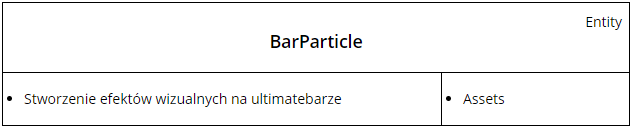 Entity
BarParticle
• Stworzenie efektów wizualnych na ultimatebarze
• Assets